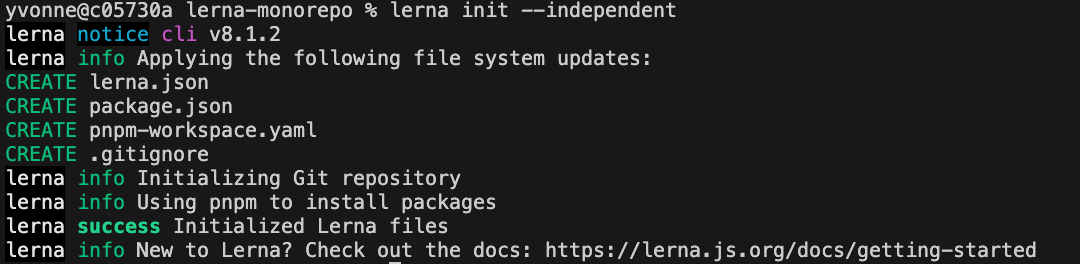 yvonne@c05730a lerna-monorepo % lerna init --independent
lerna notice cli v8.1.2
lerna info Applying the following file system updates:
CREATE lerna.json
CREATE package.json
CREATE pnpm-workspace.yaml
CREATE .gitignore
lerna info Initializing Git repository
lerna info Using pnpm to install packages
lerna success Initialized Lerna files
lerna info New to Lerna? Check out the docs: https://lerna.js.org/docs/getting-started